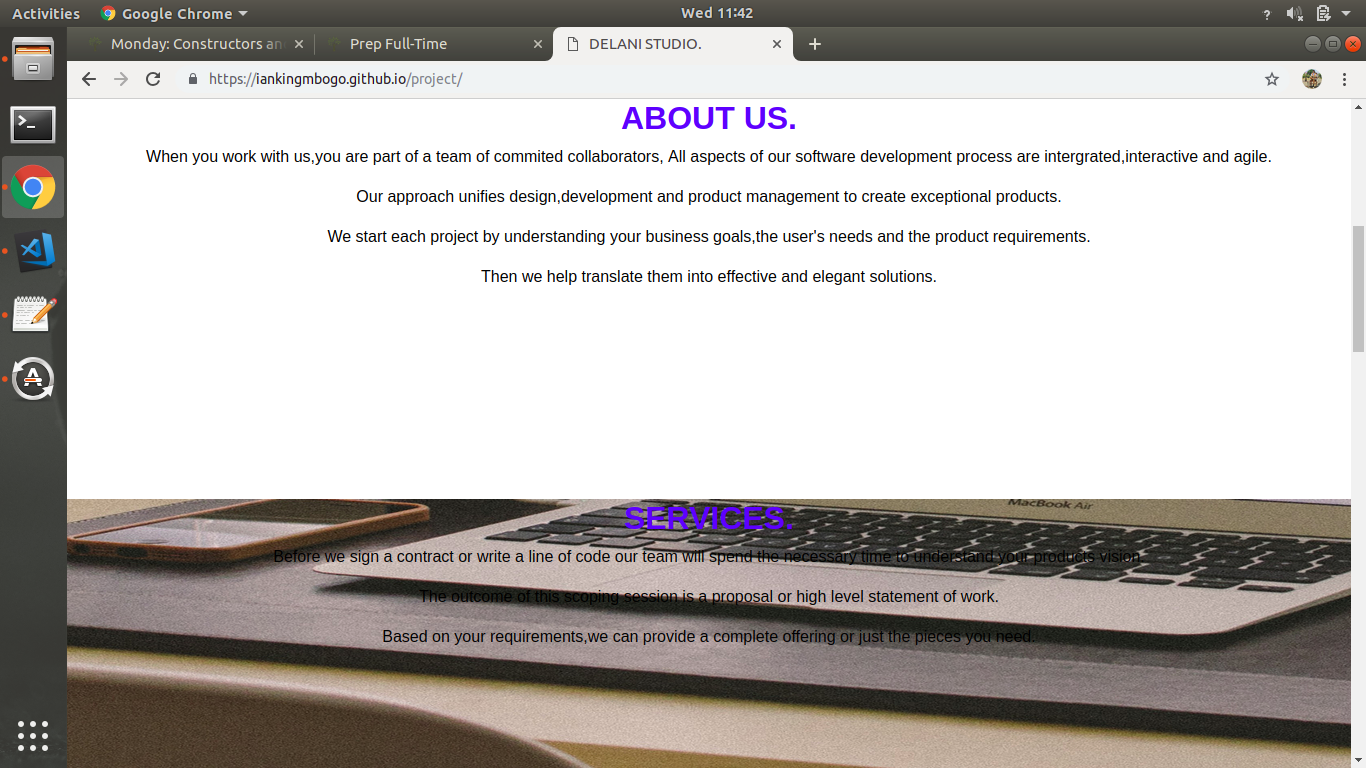 Activities
Google Chrome
Wed 11:42
Monday: Constructors an
Prep Full-Time
DELANI STUDIO.
https://iankingmbogo.github.io/project/
ABOUT US.
When you work with us,you are part of a team of commited collaborators, All aspects of our software development process are intergrated,interactive and agile.
Our approach unifies design,development and product management to create exceptional products.
We start each project by understanding your business goals,the user's needs and the product requirements.
Then we help translate them into effective and elegant solutions.
MacBook Air
SERVICES.
Before we sign a contract or write a line of code our team will spend the necessary time to understand your products vision.
The outcome of this scoping session is a proposal or high level statement of work.
Based on your requirements,we can provide a complete offering or just the pieces you need.